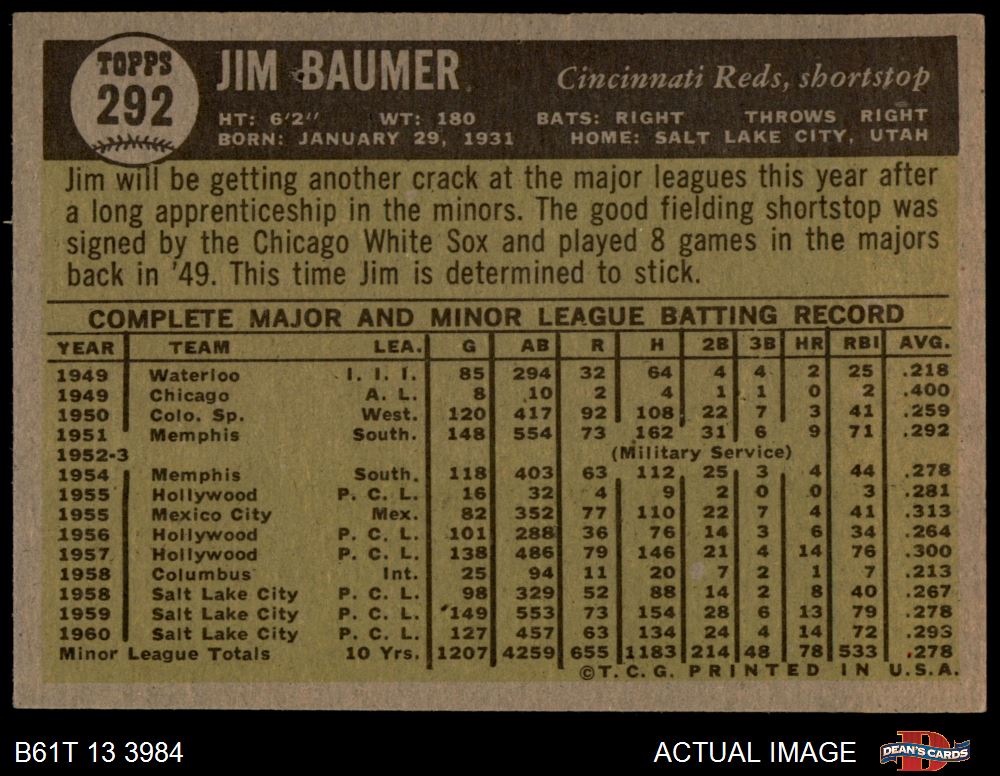 TOPPS
292
JIM BAUMER
Cincinnati Reds, shortstop
HT: 6'2" WT: 180 BATS: RIGHT THROWS RIGHT
BORN: JANUARY 29, 1931 HOME: SALT LAKE CITY, UTAH
Jim will be getting another crack at the major leagues this year after
a long apprenticeship in the minors. The good fielding shortstop was
signed by the Chicago White Sox and played 8 games in the majors
back in '49. This time Jim is determined to stick.
COMPLETE MAJOR AND MINOR LEAGUE BATTING RECORD
YEAR TEAM LEA. G AB R H 2B 3B HR RBI AVG.
1949 Waterloo I. I. I. 85 294 32 64 4 4 2 25 .218
1949 Chicago A. L. 8 10 2 4 1 1 0 2 .400
1950 Colo. Sp. West. 120 417 92 108 22 7 3 41 .259
1951 Memphis South. 148 554 73 162 31 6 9 71 .292
1952-3 (Military Service)
1954 Memphis South. 118 403 63 112 25 3 4 44 .278
1955 Hollywood P. C. L. 16 32 4 9 2 0 0 3 .281
1955 Mexico City Mex. 82 352 77 110 22 7 4 41 .313
1956 Hollywood P. C. L. 101 288 36 76 14 3 6 34 .264
1957 Hollywood P. C. L. 138 486 79 146 21 4 14 76 .300
1958 Columbus Int. 25 94 11 20 7 2 1 7 .213
1958 Salt Lake City P. C. L. 98 329 52 88 14 2 8 40 .267
1959 Salt Lake City P. C. L. 149 553 73 154 28 6 13 79 .278
1960 Salt Lake City P. C. L. 127 457 63 134 24 4 14 72 .293
Minor League Totals 10 Yrs. 1207 4259 655 1183 214 48 78 533 .278
©T. C. G. PRINTED IN U.S.A.
B61T 13 3984
ACTUAL IMAGE
D
DEAN'S CARDS